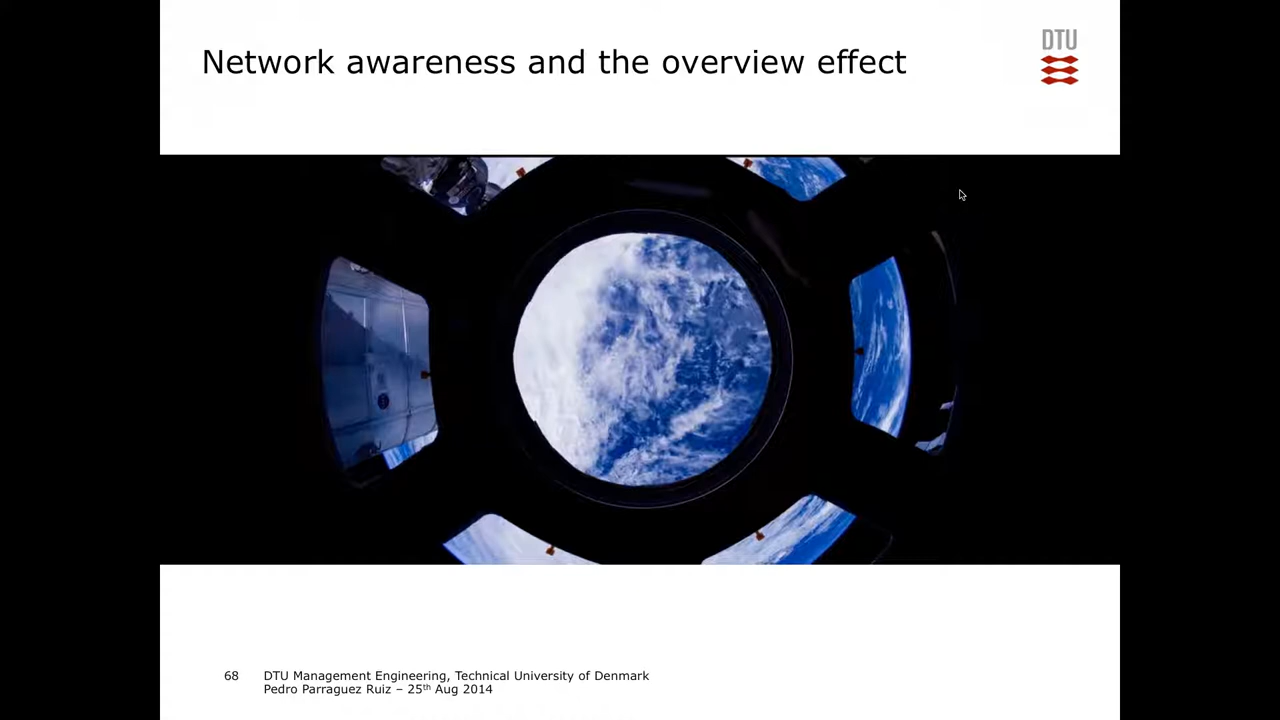 Network awareness and the overview effect
DTU
68 DTU Management Engineering, Technical University of Denmark
Pedro Parraguez Ruiz – 25th Aug 2014